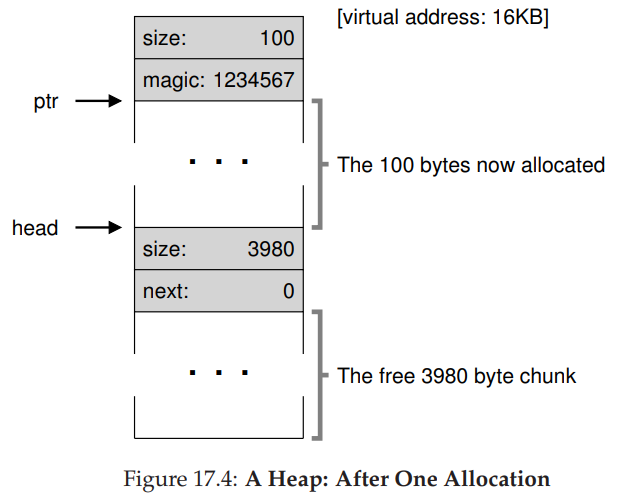 [virtual address: 16KB]
size: 100
magic: 1234567
ptr
. . .
The 100 bytes now allocated
head
size: 3980
next: 0
. . .
The free 3980 byte chunk
Figure 17.4: A Heap: After One Allocation